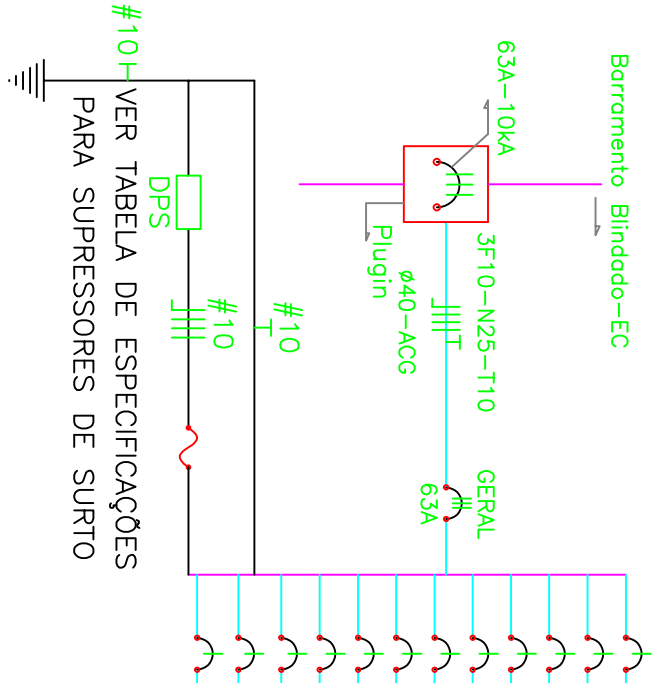 Barramento Blindado-EC
63A-10kA
3F10-N25-T10
ø40-ACG
Plugin
GERAL
63A
#10
#10
DPS
#10
VER TABELA DE ESPECIFICAÇÕES
PARA SUPRESSORES DE SURTO